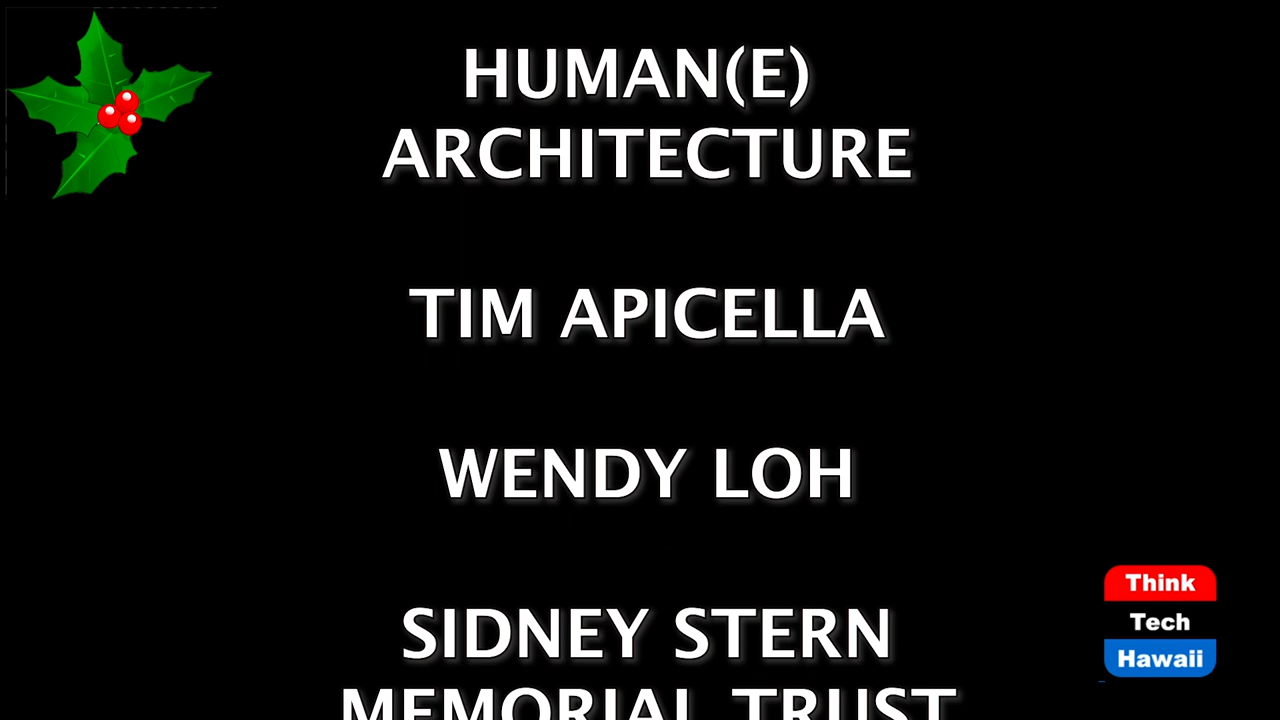 HUMAN(E)
ARCHITECTURE
TIM APICELLA
WENDY LOH
SIDNEY STERN
MEMORIAL TRUST
Think
Tech
Hawaii